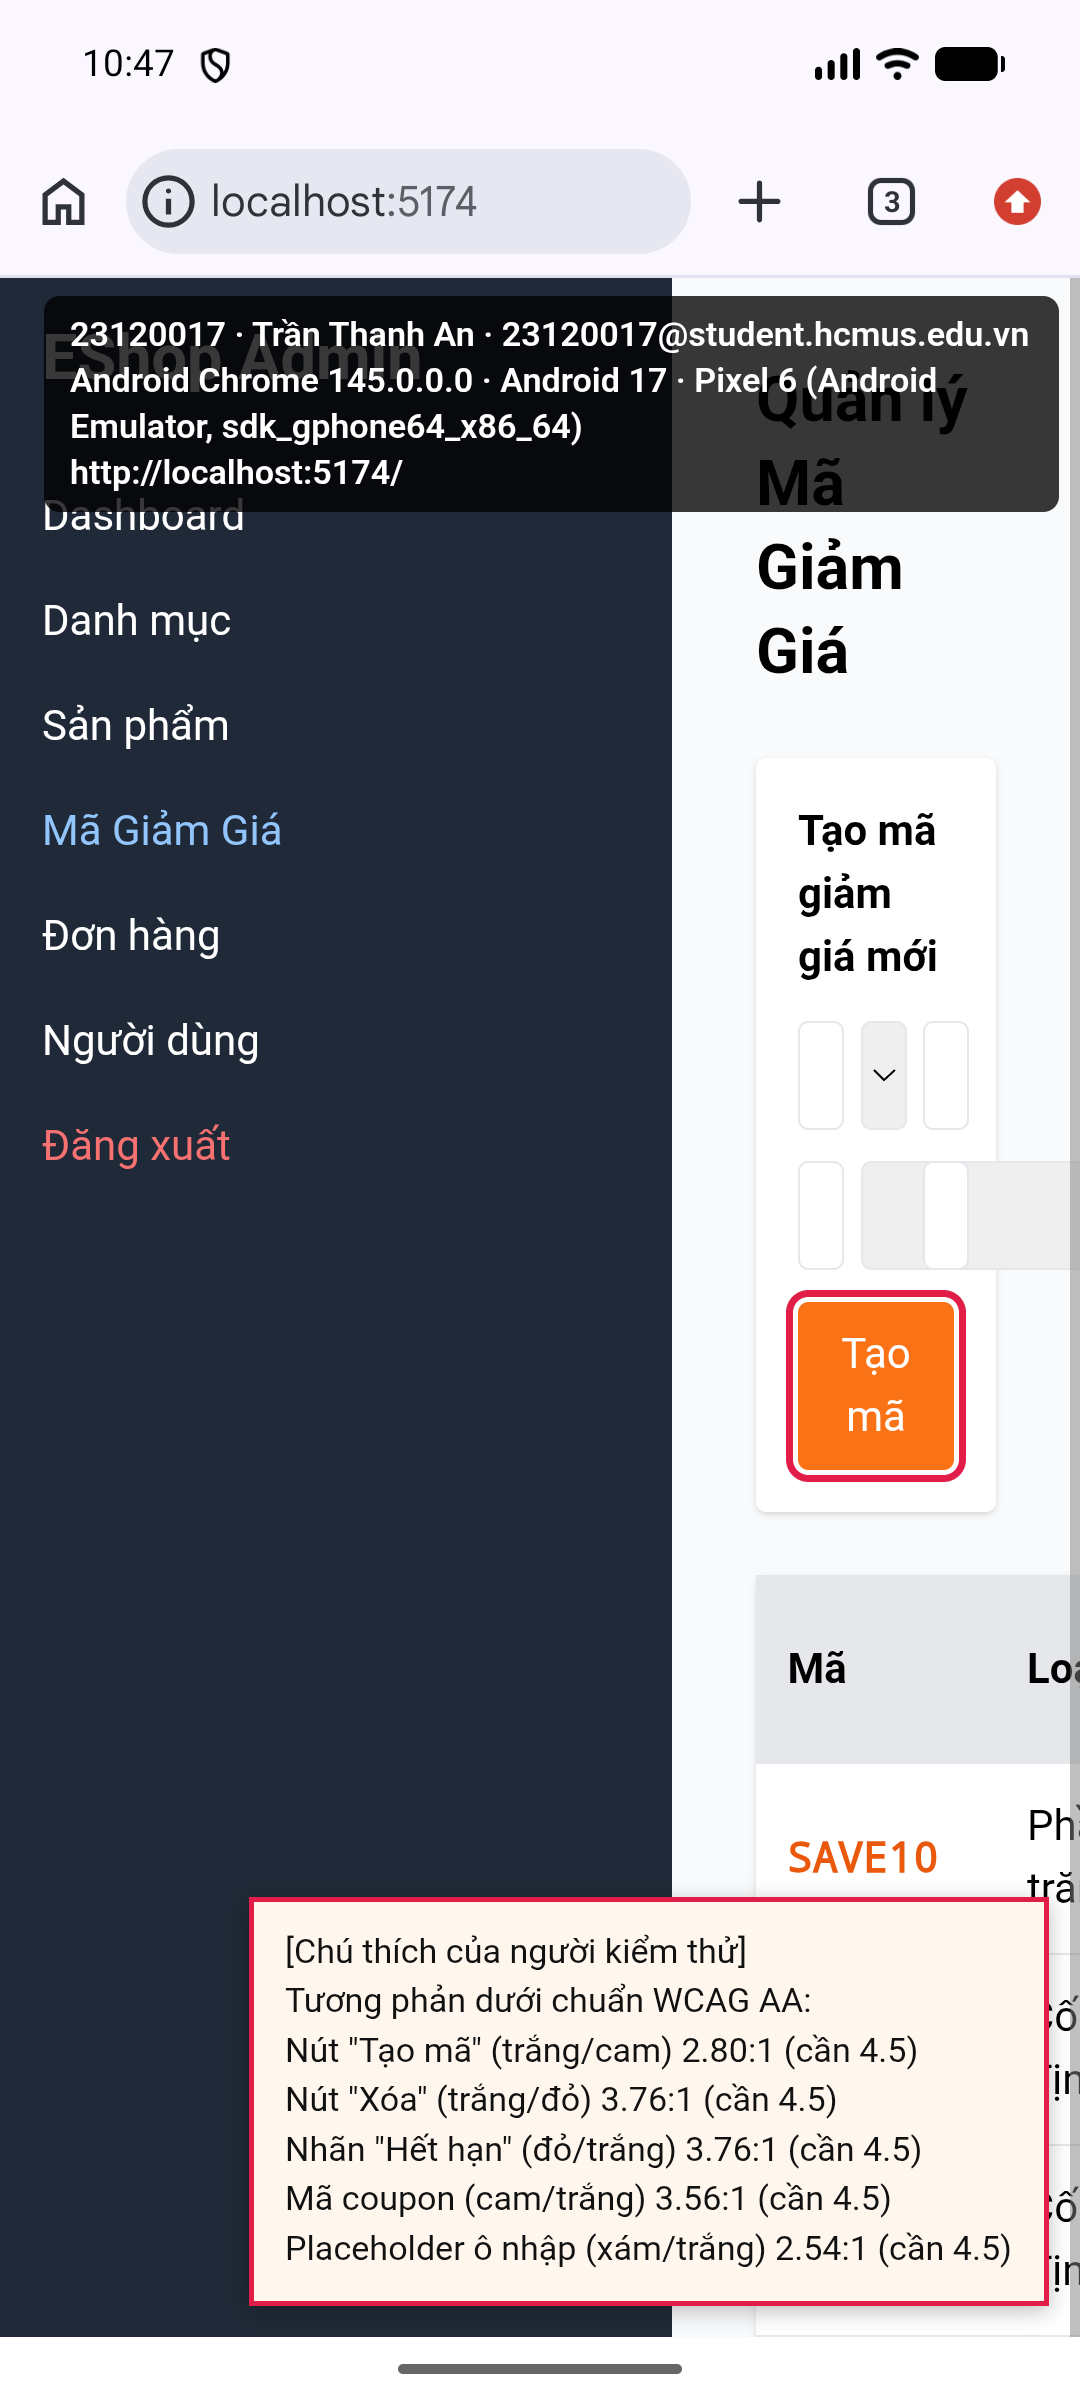 10:47
localhost:5174
3
23120017 · Trần Thanh An · 23120017@student.hcmus.edu.vn
Android Chrome 145.0.0.0 · Android 17 · Pixel 6 (Android
Emulator, sdk_gphone64_x86_64)
http://localhost:5174/
EShop Admin
Dashboard
Danh mục
Sản phẩm
Mã Giảm Giá
Đơn hàng
Người dùng
Đăng xuất
Quản lý
Mã
Giảm
Giá
Tạo mã
giảm
giá mới
Tạo
mã
Mã
SAVE10
[Chú thích của người kiểm thử]
Tương phản dưới chuẩn WCAG AA:
Nút "Tạo mã" (trắng/cam) 2.80:1 (cần 4.5)
Nút "Xóa" (trắng/đỏ) 3.76:1 (cần 4.5)
Nhãn "Hết hạn" (đỏ/trắng) 3.76:1 (cần 4.5)
Mã coupon (cam/trắng) 3.56:1 (cần 4.5)
Placeholder ô nhập (xám/trắng) 2.54:1 (cần 4.5)